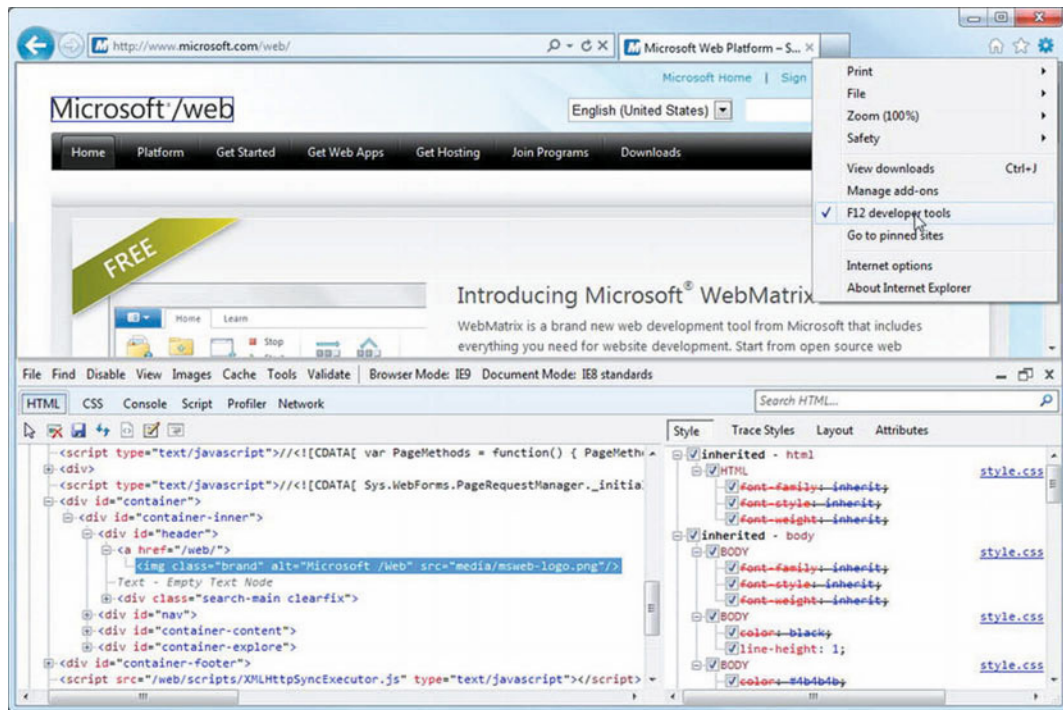 http://www.microsoft.com/web/
Microsoft Web Platform – S...
Microsoft Home | Sign
Microsoft /web
English (United States)
Home Platform Get Started Get Web Apps Get Hosting Join Programs Downloads
Print
File
Zoom (100%)
Safety
View downloads Ctrl+J
Manage add-ons
F12 developer tools
Go to pinned sites
Internet options
About Internet Explorer
FREE
Home Learn
Stop
Introducing Microsoft® WebMatrix
WebMatrix is a brand new web development tool from Microsoft that includes
everything you need for website development. Start from open source web
File Find Disable View Images Cache Tools Validate | Browser Mode: IE9 Document Mode: IE8 standards
HTML CSS Console Script Profiler Network
Search HTML...
Style Trace Styles Layout Attributes
<script type="text/javascript">//<![CDATA[ var PageMethods = function() { PageMeth
<div>
<script type="text/javascript">//<![CDATA[ Sys.WebForms.PageRequestManager._initia
<div id="container">
<div id="container-inner">
<div id="header">
<a href="/web/">
<img class="brand" alt="Microsoft /Web" src="media/msweb-logo.png"/>
Text - Empty Text Node
<div class="search-main clearfix">
<div id="nav">
<div id="container-content">
<div id="container-explore">
<div id="container-footer">
<script src="/web/scripts/XMLHttpSyncExecutor.js" type="text/javascript"></script>
inherited - html
HTML style.css
font-family: inherit;
font-style: inherit;
font-weight: inherit;
inherited - body
BODY style.css
font-family: inherit;
font-style: inherit;
font-weight: inherit;
BODY style.css
color: black;
line-height: 1;
BODY style.css
color: #4b4b4b;